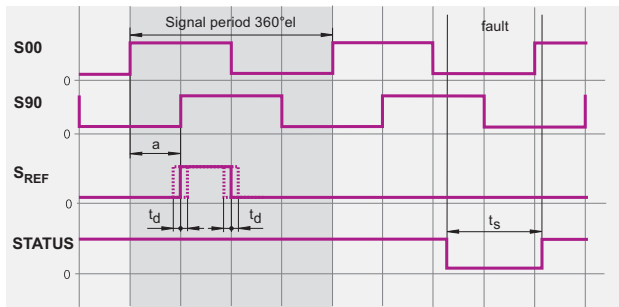 Signal period 360°el
fault
S00
0
S90
0
a
SREF
0
td
td
ts
STATUS
0